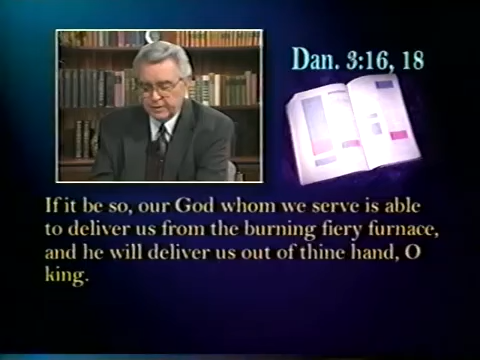 Dan. 3:16, 18
If it be so, our God whom we serve is able
to deliver us from the burning fiery furnace,
and he will deliver us out of thine hand, O
king.